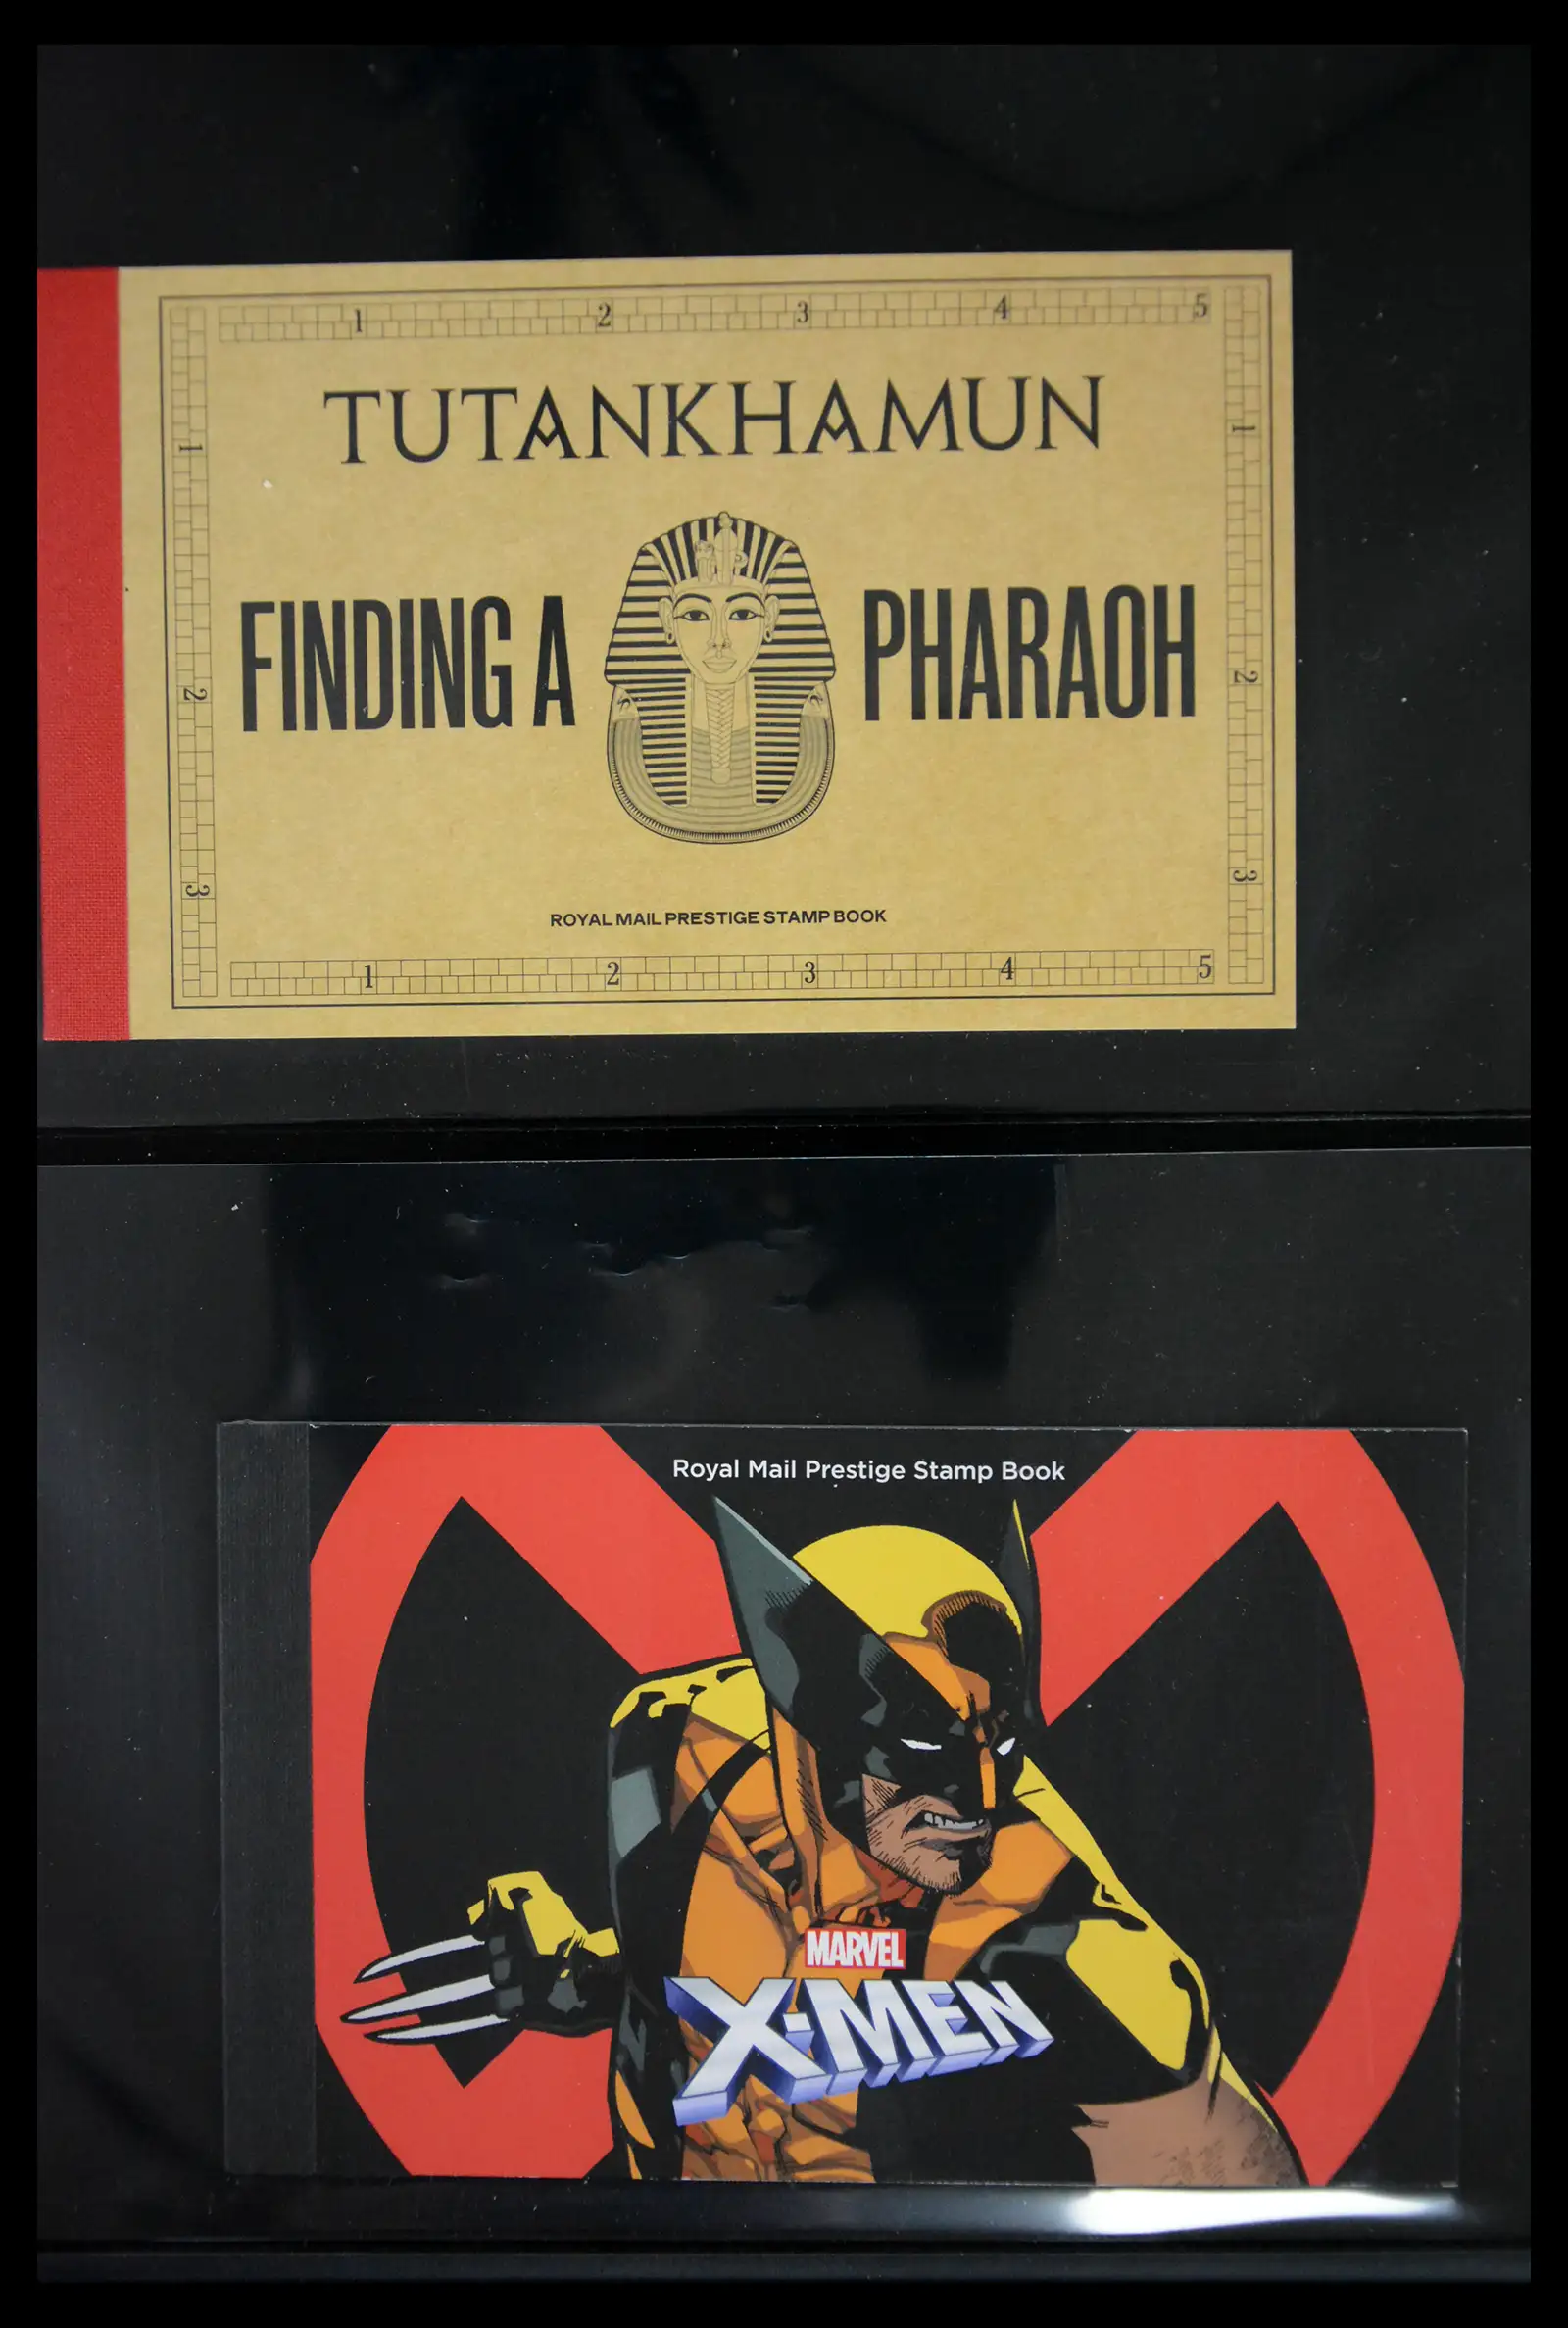 1 2 3 4 5
TUTANKHAMUN
1 1
FINDING A PHARAOH
2 2
3 3
ROYAL MAIL PRESTIGE STAMP BOOK
1 2 3 4 5
Royal Mail Prestige Stamp Book
MARVEL
X-MEN